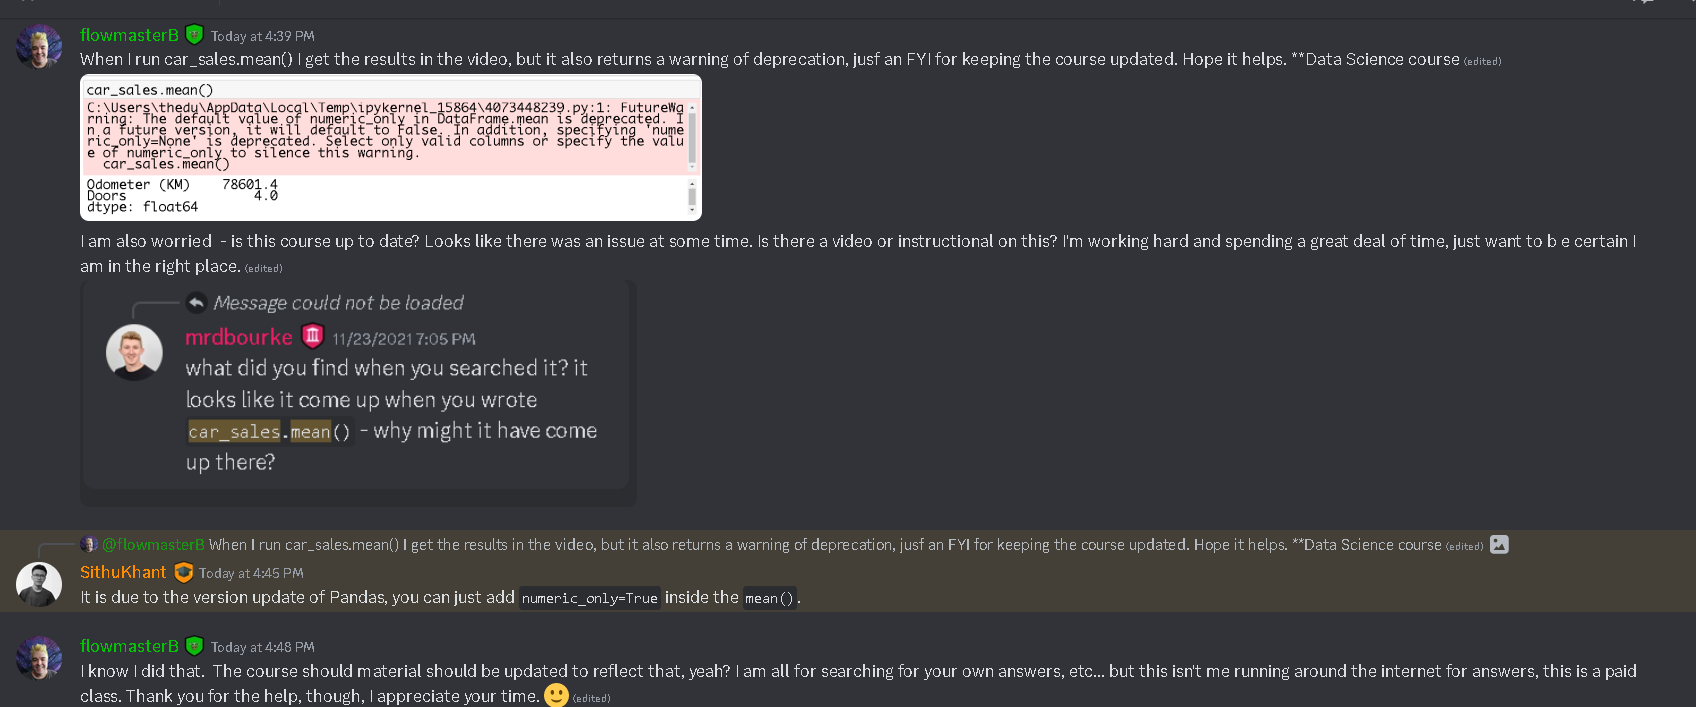 flowmasterB Today at 4:39 PM
When I run car_sales.mean() I get the results in the video, but it also returns a warning of deprecation, jusf an FYI for keeping the course updated. Hope it helps. **Data Science course (edited)
car_sales.mean()
C:\Users\thedu\AppData\Local\Temp\ipykernel_15864\4073448239.py:1: FutureWa
rning: The default value of numeric_only in DataFrame.mean is deprecated. I
n a future version, it will default to False. In addition, specifying 'nume
ric_only=None' is deprecated. Select only valid columns or specify the valu
e of numeric_only to silence this warning.
car_sales.mean()
Odometer (KM) 78601.4
Doors 4.0
dtype: float64
I am also worried - is this course up to date? Looks like there was an issue at some time. Is there a video or instructional on this? I'm working hard and spending a great deal of time, just want to b e certain I
am in the right place. (edited)
Message could not be loaded
mrdbourke 11/23/2021 7:05 PM
what did you find when you searched it? it
looks like it come up when you wrote
car_sales.mean() - why might it have come
up there?
@flowmasterB When I run car_sales.mean() I get the results in the video, but it also returns a warning of deprecation, jusf an FYI for keeping the course updated. Hope it helps. **Data Science course (edited)
SithuKhant Today at 4:45 PM
It is due to the version update of Pandas, you can just add numeric_only=True inside the mean().
flowmasterB Today at 4:48 PM
I know I did that. The course should material should be updated to reflect that, yeah? I am all for searching for your own answers, etc... but this isn't me running around the internet for answers, this is a paid
class. Thank you for the help, though, I appreciate your time. 🙂 (edited)